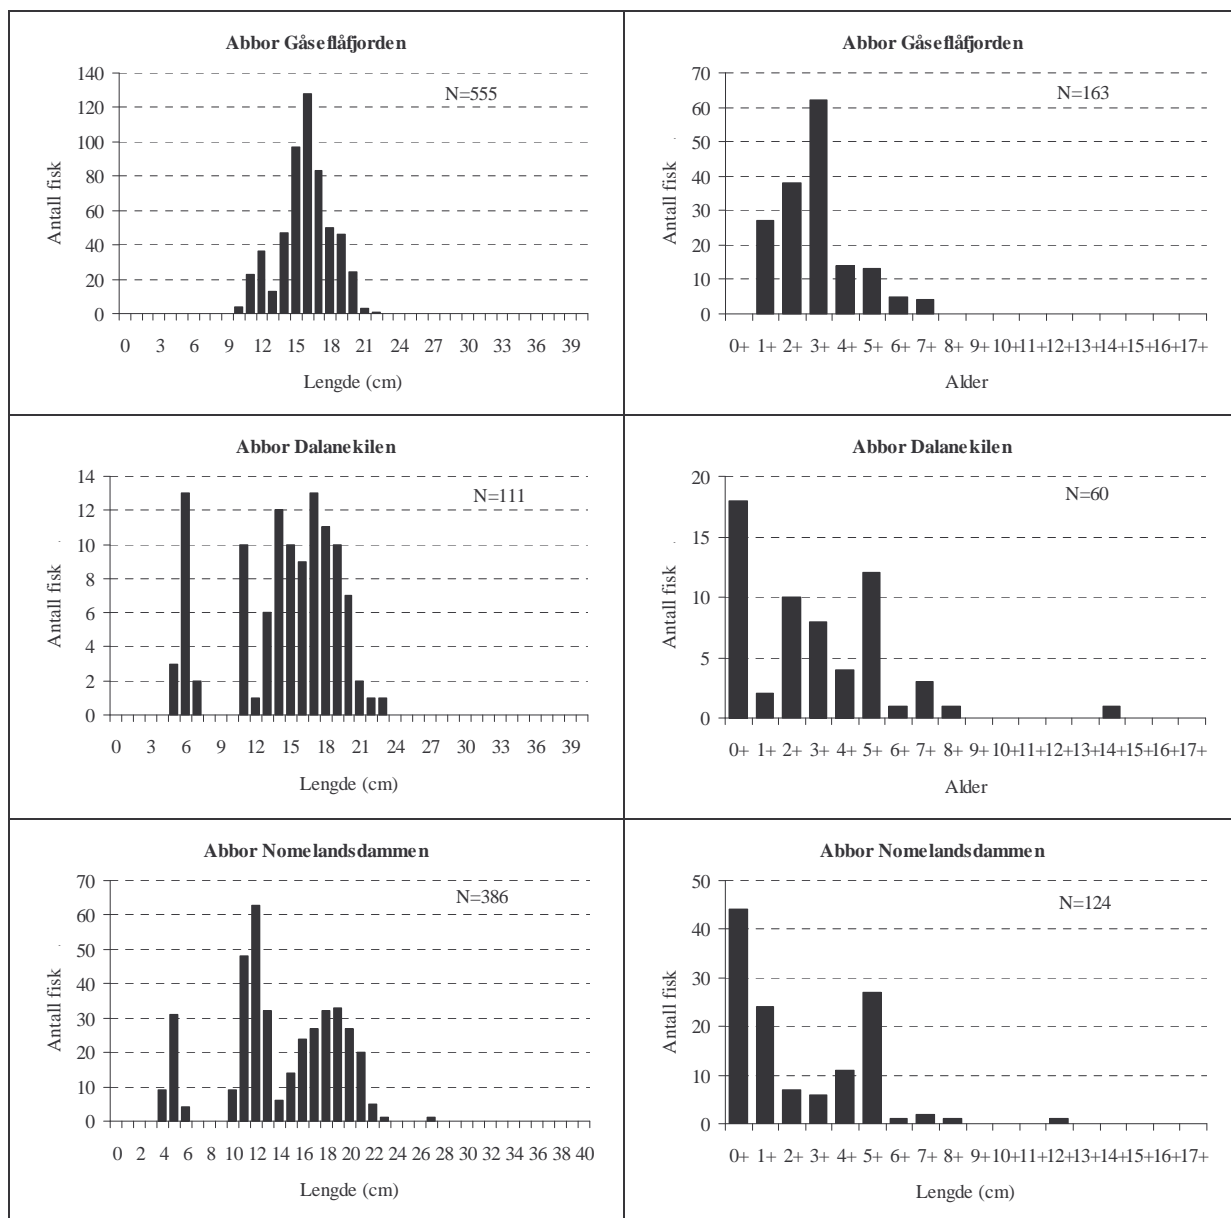 Abbor Gåseflåfjorden
N=555
140
120
100
80
60
40
20
0
Antall fisk
0 3 6 9 12 15 18 21 24 27 30 33 36 39
Lengde (cm)
Abbor Gåseflåfjorden
N=163
70
60
50
40
30
20
10
0
Antall fisk
0+ 1+ 2+ 3+ 4+ 5+ 6+ 7+ 8+ 9+ 10+11+12+13+14+15+16+17+
Alder
Abbor Dalanekilen
N=111
14
12
10
8
6
4
2
0
Antall fisk
0 3 6 9 12 15 18 21 24 27 30 33 36 39
Lengde (cm)
Abbor Dalanekilen
N=60
20
15
10
5
0
Antall fisk
0+ 1+ 2+ 3+ 4+ 5+ 6+ 7+ 8+ 9+ 10+11+12+13+14+15+16+17+
Alder
Abbor Nomelandsdammen
N=386
70
60
50
40
30
20
10
0
Antall fisk
0 2 4 6 8 10 12 14 16 18 20 22 24 26 28 30 32 34 36 38 40
Lengde (cm)
Abbor Nomelandsdammen
N=124
50
40
30
20
10
0
Antall fisk
0+ 1+ 2+ 3+ 4+ 5+ 6+ 7+ 8+ 9+ 10+11+12+13+14+15+16+17+
Lengde (cm)